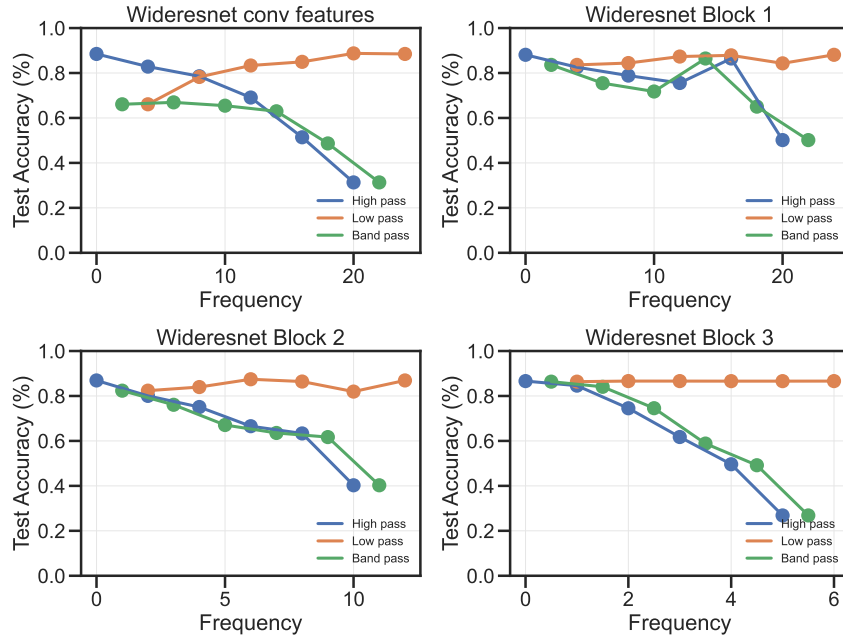 Wideresnet conv features
Test Accuracy (%)
1.0
0.8
0.6
0.4
0.2
0.0
High pass
Low pass
Band pass
0 10 20
Frequency
Wideresnet Block 1
Test Accuracy (%)
1.0
0.8
0.6
0.4
0.2
0.0
High pass
Low pass
Band pass
0 10 20
Frequency
Wideresnet Block 2
Test Accuracy (%)
1.0
0.8
0.6
0.4
0.2
0.0
High pass
Low pass
Band pass
0 5 10
Frequency
Wideresnet Block 3
Test Accuracy (%)
1.0
0.8
0.6
0.4
0.2
0.0
High pass
Low pass
Band pass
0 2 4 6
Frequency